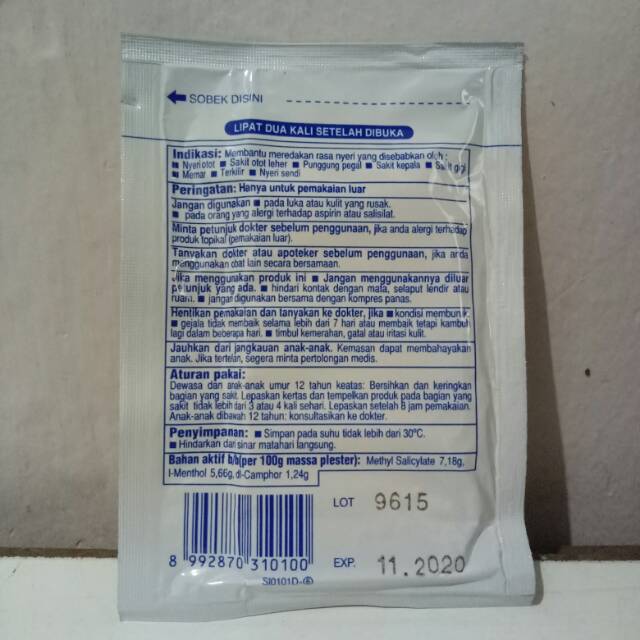 SOBEK DISINI
LIPAT DUA KALI SETELAH DIBUKA
Indikasi: Membantu meredakan rasa nyeri yang disebabkan oleh :
■ Nyeri otot ■ Sakit otot leher ■ Punggung pegal ■ Sakit kepala ■ Sakit gigi
■ Memar ■ Terkilir ■ Nyeri sendi
Peringatan: Hanya untuk pemakaian luar
Jangan digunakan ■ pada luka atau kulit yang rusak.
■ pada orang yang alergi terhadap aspirin atau salisilat.
Minta petunjuk dokter sebelum penggunaan, jika anda alergi terhadap
produk topikal (pemakaian luar).
Tanyakan dokter atau apoteker sebelum penggunaan, jika anda
menggunakan obat lain secara bersamaan.
Jika menggunakan produk ini ■ Jangan menggunakannya diluar
petunjuk yang ada. ■ hindari kontak dengan mata, selaput lendir atau
ruam. ■ jangan digunakan bersama dengan kompres panas.
Hentikan pemakaian dan tanyakan ke dokter, jika ■ kondisi memburuk.
■ gejala tidak membaik selama lebih dari 7 hari atau membaik tetapi kambuh
lagi dalam beberapa hari. ■ timbul kemerahan, gatal atau iritasi kulit.
Jauhkan dari jangkauan anak-anak. Kemasan dapat membahayakan
anak. Jika tertelan, segera minta pertolongan medis.
Aturan pakai:
Dewasa dan anak-anak umur 12 tahun keatas: Bersihkan dan keringkan
bagian yang sakit. Lepaskan kertas dan tempelkan produk pada bagian yang
sakit tidak lebih dari 3 atau 4 kali sehari. Lepaskan setelah 8 jam pemakaian.
Anak-anak dibawah 12 tahun: konsultasikan ke dokter.
Penyimpanan: ■ Simpan pada suhu tidak lebih dari 30°C.
■ Hindarkan dari sinar matahari langsung.
Bahan aktif b/b(per 100g massa plester): Methyl Salicylate 7,18g,
l-Menthol 5,66g, dl-Camphor 1,24g
LOT 9615
8 992870 310100
EXP. 11.2020